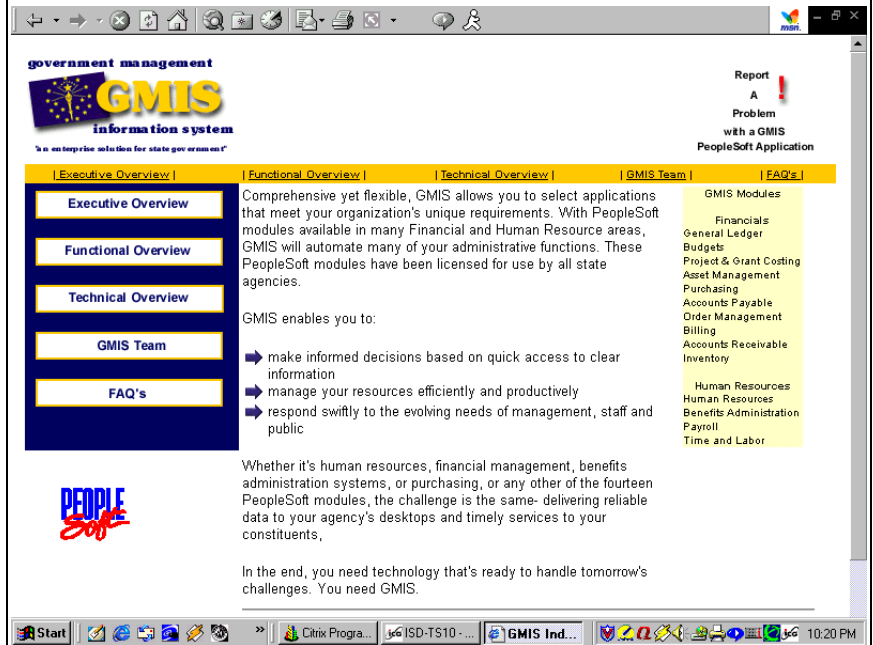 msn.
government management
GMIS
information system
"an enterprise solution for state government"
Report
A
Problem
with a GMIS
PeopleSoft Application
!
| Executive Overview |
| Functional Overview |
| Technical Overview |
| GMIS Team |
| FAQ's |
Executive Overview
Functional Overview
Technical Overview
GMIS Team
FAQ's
PEOPLE
Soft
Comprehensive yet flexible, GMIS allows you to select applications
that meet your organization's unique requirements. With PeopleSoft
modules available in many Financial and Human Resource areas,
GMIS will automate many of your administrative functions. These
PeopleSoft modules have been licensed for use by all state
agencies.
GMIS enables you to:
make informed decisions based on quick access to clear
information
manage your resources efficiently and productively
respond swiftly to the evolving needs of management, staff and
public
Whether it's human resources, financial management, benefits
administration systems, or purchasing, or any other of the fourteen
PeopleSoft modules, the challenge is the same- delivering reliable
data to your agency's desktops and timely services to your
constituents,
In the end, you need technology that's ready to handle tomorrow's
challenges. You need GMIS.
GMIS Modules
Financials
General Ledger
Budgets
Project & Grant Costing
Asset Management
Purchasing
Accounts Payable
Order Management
Billing
Accounts Receivable
Inventory
Human Resources
Human Resources
Benefits Administration
Payroll
Time and Labor
Start
»
Citrix Progra...
ISD-TS10 - ...
GMIS Ind...
10:20 PM